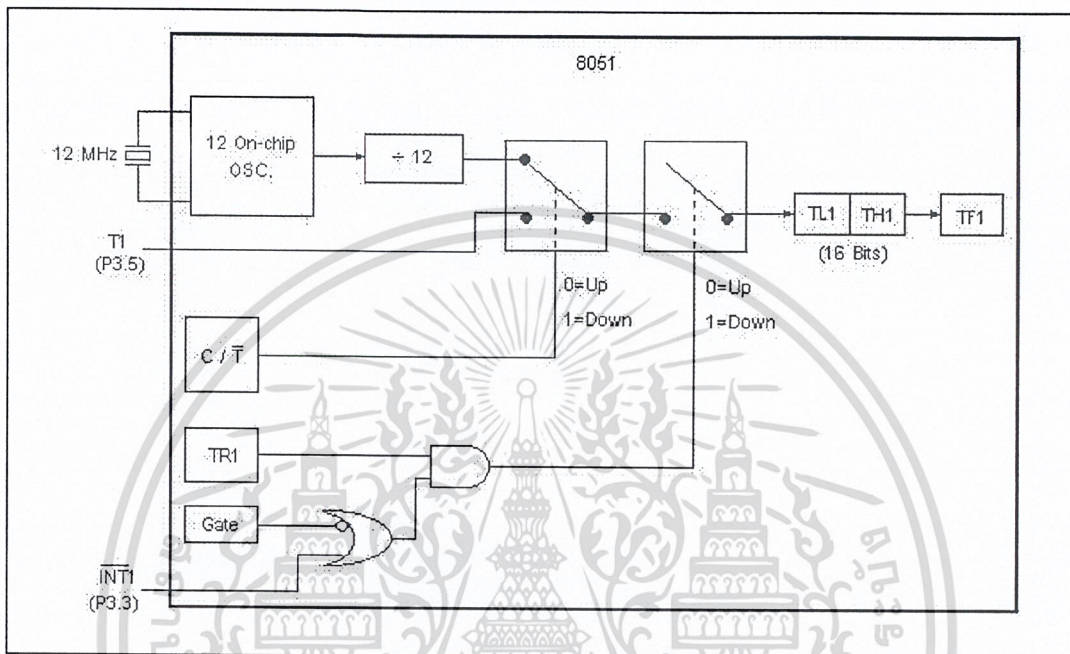 8051
12 MHz
12 On-chip
OSC.
÷ 12
T1
(P3.5)
TL1
TH1
TF1
(16 Bits)
0=Up
1=Down
0=Up
1=Down
C / T̅
TR1
Gate
I̅N̅T̅1̅
(P3.3)